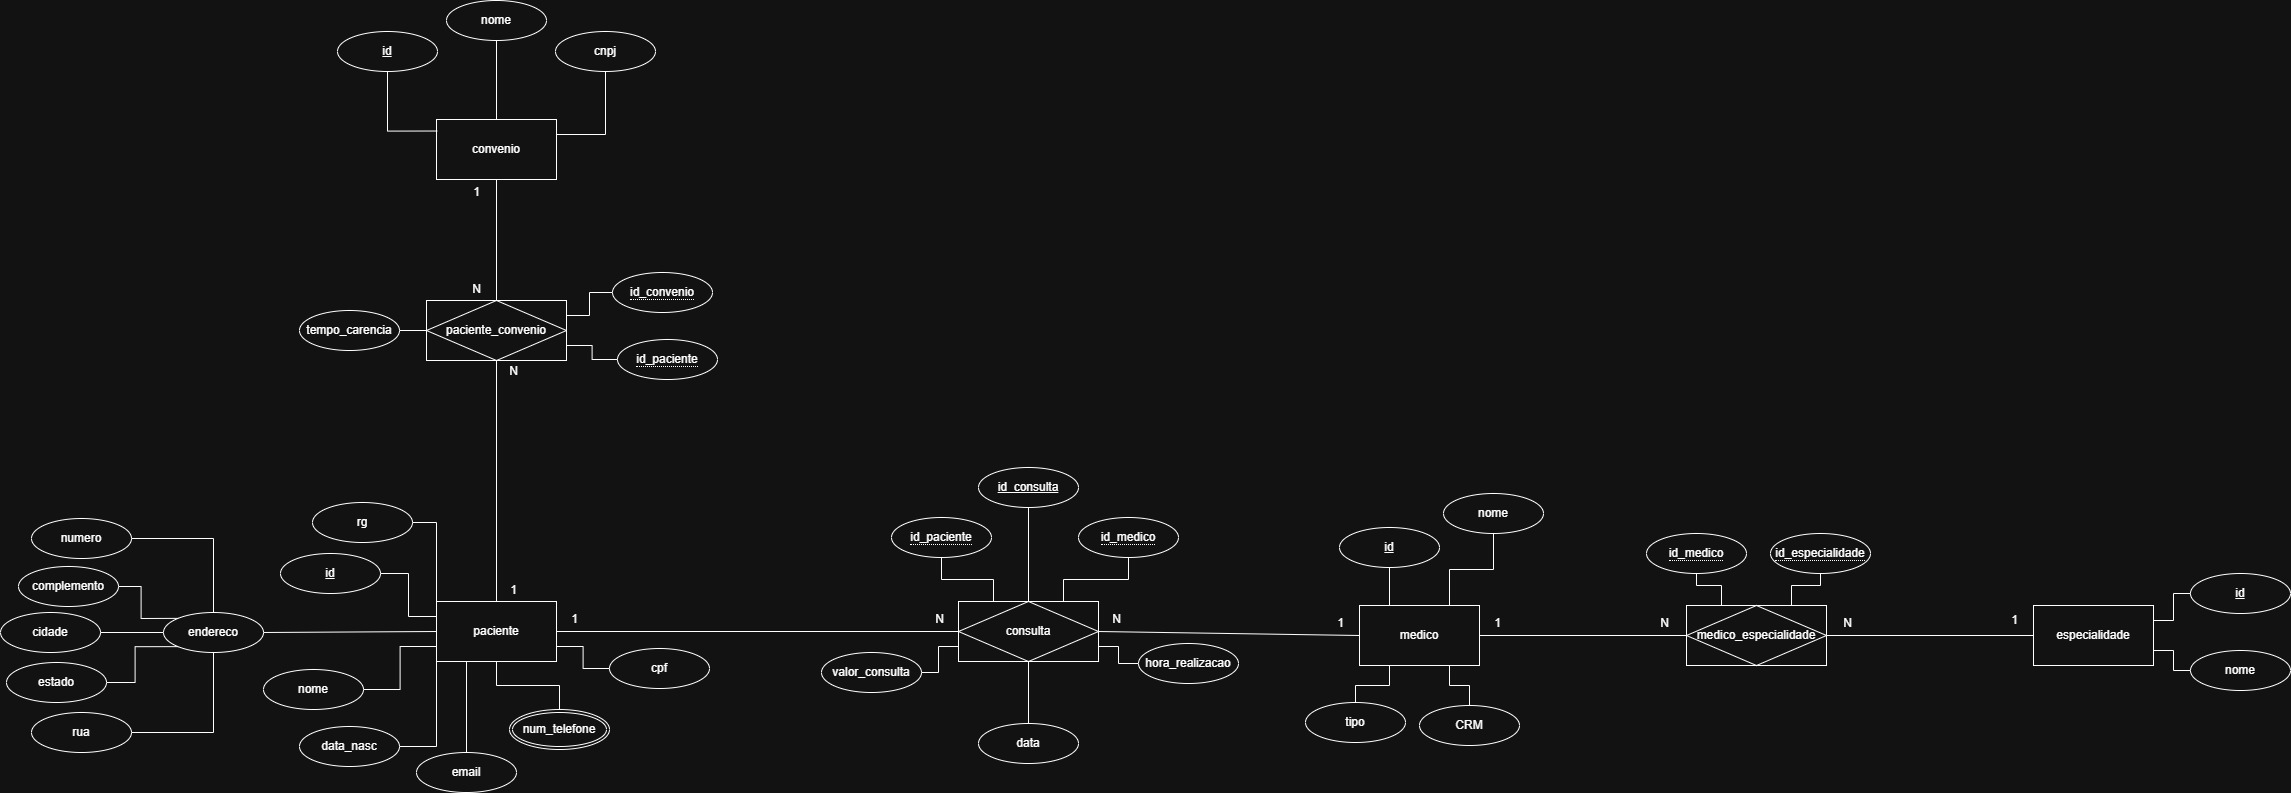 nome
id
cnpj
convenio
1
N
id_convenio
tempo_carencia
paciente_convenio
id_paciente
N
id_consulta
rg
nome
numero
id_paciente
id_medico
id
id_medico
id_especialidade
id
complemento
1
id
cidade
endereco
paciente
1
N
consulta
N
1
medico
1
N
medico_especialidade
N
1
especialidade
estado
nome
cpf
valor_consulta
hora_realizacao
nome
rua
data_nasc
num_telefone
data
tipo
CRM
email